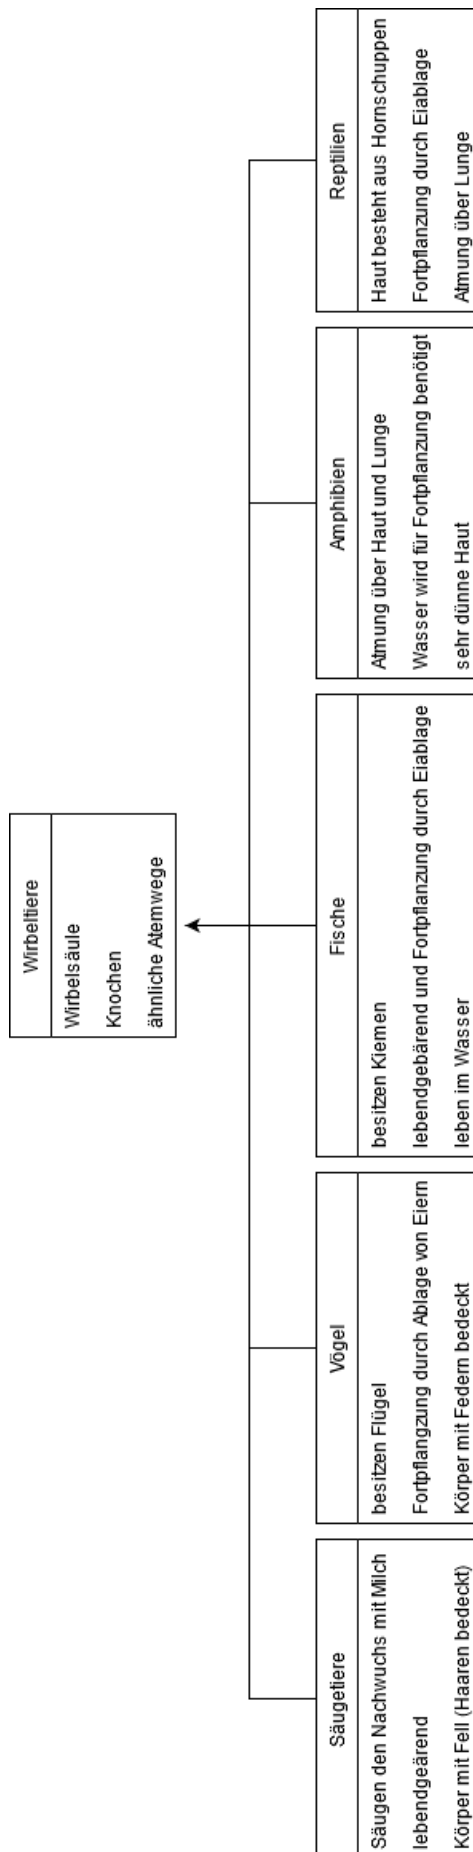 Wirbeltiere
Wirbelsäule
Knochen
ähnliche Atemwege
Säugetiere
Säugen den Nachwuchs mit Milch
lebendgeärend
Körper mit Fell (Haaren bedeckt)
Vögel
besitzen Flügel
Fortpflangzung durch Ablage von Eiern
Körper mit Federn bedeckt
Fische
besitzen Kiemen
lebendgebärend und Fortpflanzung durch Eiablage
leben im Wasser
Amphibien
Atmung über Haut und Lunge
Wasser wird für Fortpflanzung benötigt
sehr dünne Haut
Reptilien
Haut besteht aus Hornschuppen
Fortpflanzung durch Eiablage
Atmung über Lunge